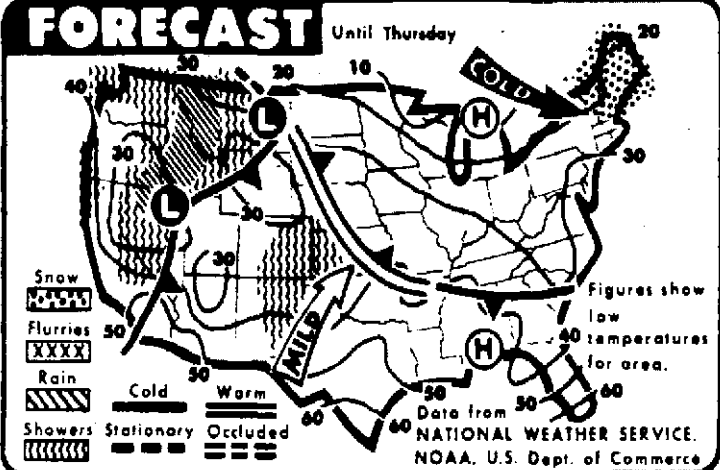 FORECAST
Until Thursday
30
20
10
20
40
COLD
L
H
30
30
L
30
30
MILD
Figures show
low
temperatures
for area.
Snow
Flurries
Rain
Showers
50
50
Cold
Warm
Stationary
Occluded
60
H
40
50
60
50
60
Data from
NATIONAL WEATHER SERVICE.
NOAA, U.S. Dept. of Commerce